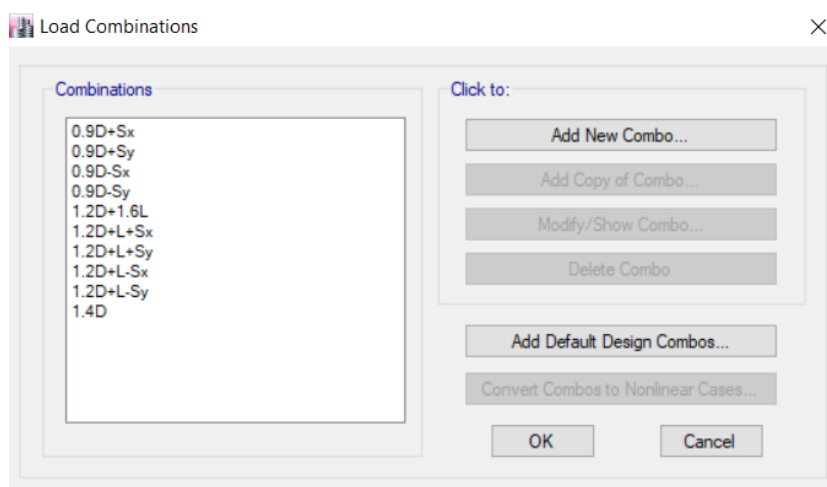 Load Combinations
Combinations
0.9D+Sx
0.9D+Sy
0.9D-Sx
0.9D-Sy
1.2D+1.6L
1.2D+L+Sx
1.2D+L+Sy
1.2D+L-Sx
1.2D+L-Sy
1.4D
Click to:
Add New Combo...
Add Copy of Combo...
Modify/Show Combo...
Delete Combo
Add Default Design Combos...
Convert Combos to Nonlinear Cases...
OK
Cancel